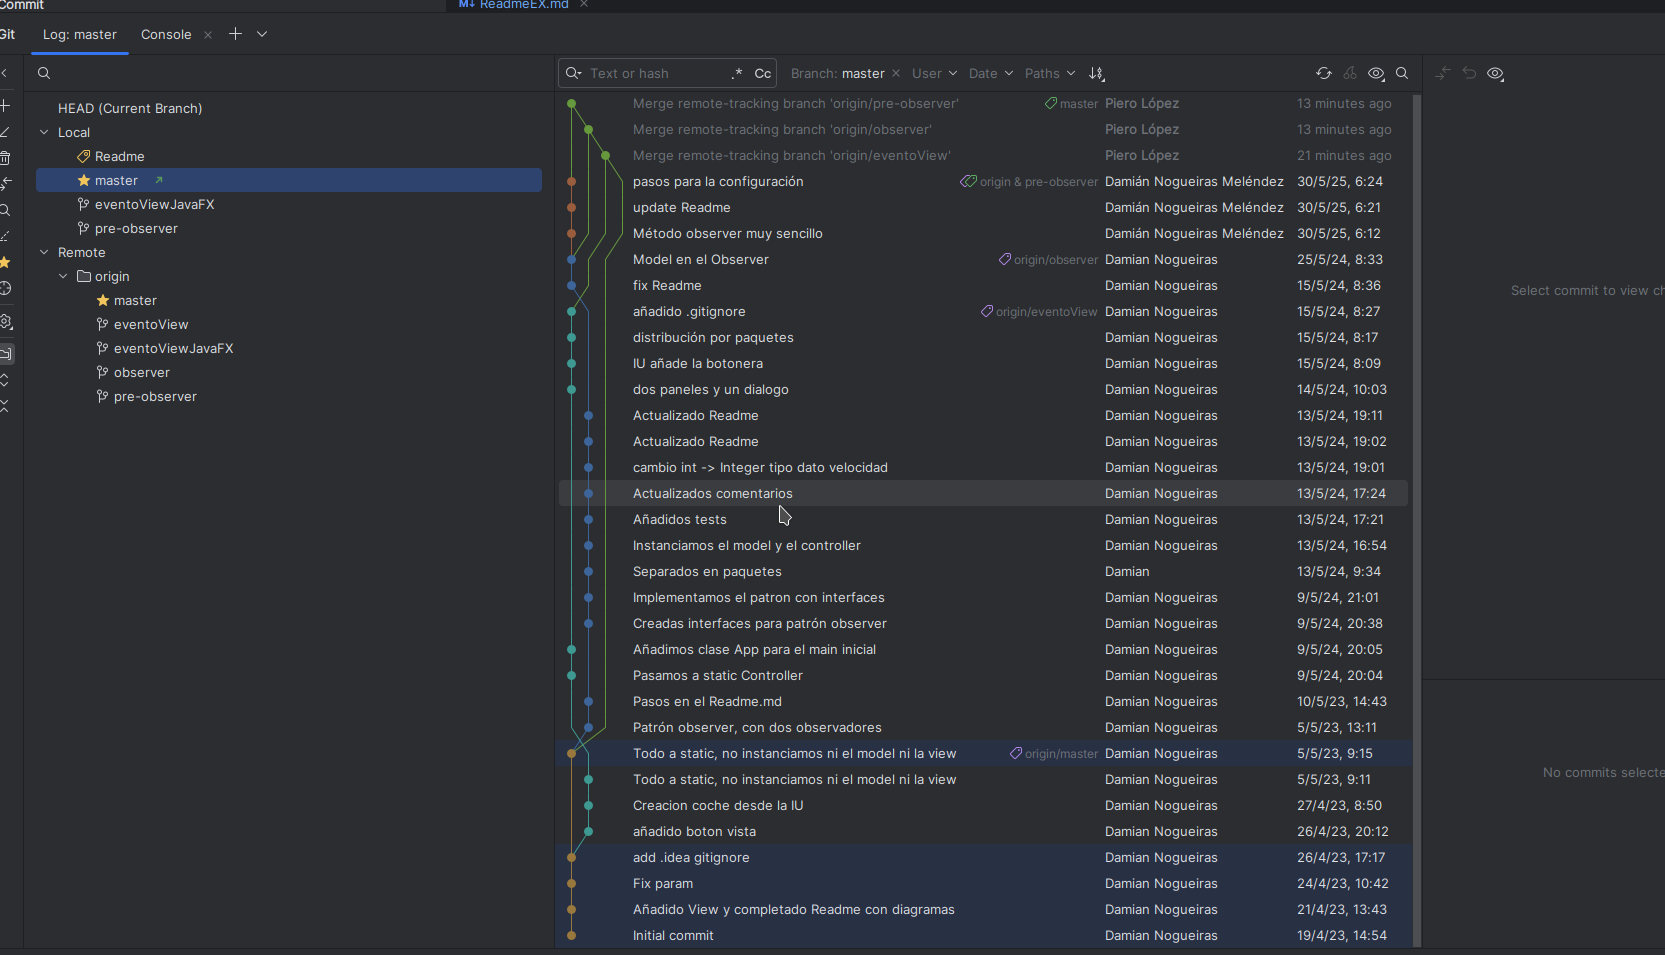 Commit
M↓ ReadmeEX.md ×
Git Log: master Console ×
Text or hash .* Cc Branch: master × User Date Paths
HEAD (Current Branch)
Local
Readme
master
eventoViewJavaFX
pre-observer
Remote
origin
master
eventoView
eventoViewJavaFX
observer
pre-observer
Merge remote-tracking branch 'origin/pre-observer' master Piero López 13 minutes ago
Merge remote-tracking branch 'origin/observer' Piero López 13 minutes ago
Merge remote-tracking branch 'origin/eventoView' Piero López 21 minutes ago
pasos para la configuración origin & pre-observer Damián Nogueiras Meléndez 30/5/25, 6:24
update Readme Damián Nogueiras Meléndez 30/5/25, 6:21
Método observer muy sencillo Damián Nogueiras Meléndez 30/5/25, 6:12
Model en el Observer origin/observer Damian Nogueiras 25/5/24, 8:33
fix Readme Damian Nogueiras 15/5/24, 8:36
añadido .gitignore origin/eventoView Damian Nogueiras 15/5/24, 8:27
distribución por paquetes Damian Nogueiras 15/5/24, 8:17
IU añade la botonera Damian Nogueiras 15/5/24, 8:09
dos paneles y un dialogo Damian Nogueiras 14/5/24, 10:03
Actualizado Readme Damian Nogueiras 13/5/24, 19:11
Actualizado Readme Damian Nogueiras 13/5/24, 19:02
cambio int -> Integer tipo dato velocidad Damian Nogueiras 13/5/24, 19:01
Actualizados comentarios Damian Nogueiras 13/5/24, 17:24
Añadidos tests Damian Nogueiras 13/5/24, 17:21
Instanciamos el model y el controller Damian Nogueiras 13/5/24, 16:54
Separados en paquetes Damian 13/5/24, 9:34
Implementamos el patron con interfaces Damian Nogueiras 9/5/24, 21:01
Creadas interfaces para patrón observer Damian Nogueiras 9/5/24, 20:38
Añadimos clase App para el main inicial Damian Nogueiras 9/5/24, 20:05
Pasamos a static Controller Damian Nogueiras 9/5/24, 20:04
Pasos en el Readme.md Damian Nogueiras 10/5/23, 14:43
Patrón observer, con dos observadores Damian Nogueiras 5/5/23, 13:11
Todo a static, no instanciamos ni el model ni la view origin/master Damian Nogueiras 5/5/23, 9:15
Todo a static, no instanciamos ni el model ni la view Damian Nogueiras 5/5/23, 9:11
Creacion coche desde la IU Damian Nogueiras 27/4/23, 8:50
añadido boton vista Damian Nogueiras 26/4/23, 20:12
add .idea gitignore Damian Nogueiras 26/4/23, 17:17
Fix param Damian Nogueiras 24/4/23, 10:42
Añadido View y completado Readme con diagramas Damian Nogueiras 21/4/23, 13:43
Initial commit Damian Nogueiras 19/4/23, 14:54
Select commit to view ch
No commits selecte